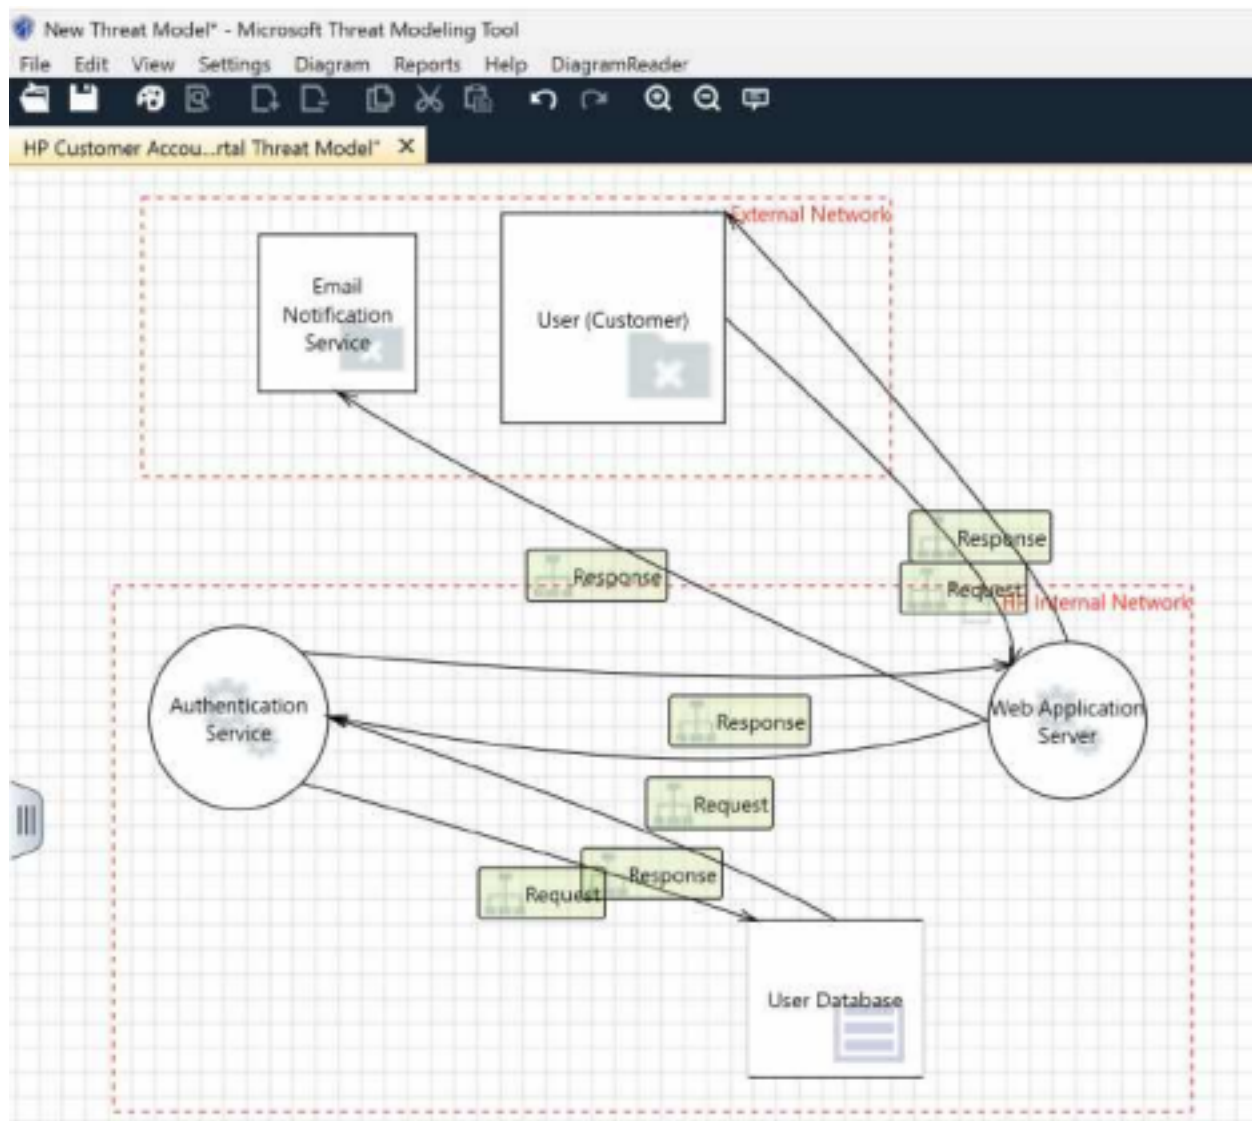 New Threat Model* - Microsoft Threat Modeling Tool
File Edit View Settings Diagram Reports Help DiagramReader
HP Customer Accou...rtal Threat Model* X
External Network
Email
Notification
Service
User (Customer)
Response
Request
Response
HP Internal Network
Authentication
Service
Response
Web Application
Server
Request
Response
Request
User Database